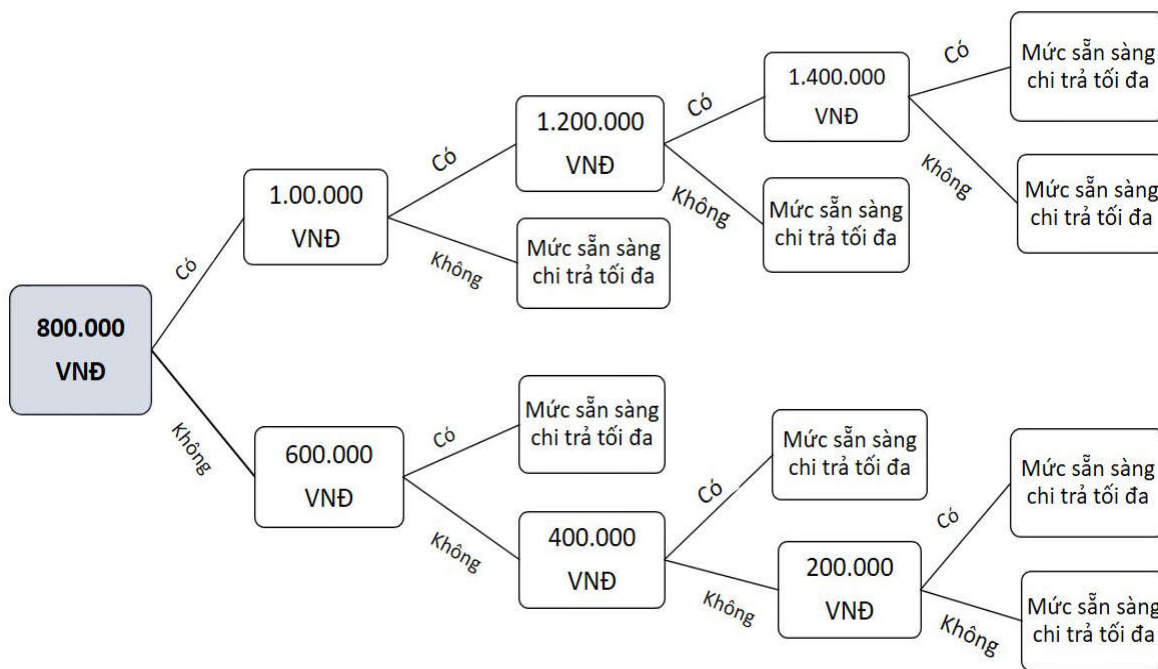 800.000
VNĐ
Có
Không
1.00.000
VNĐ
Có
Không
1.200.000
VNĐ
Mức sẵn sàng
chi trả tối đa
Có
Không
1.400.000
VNĐ
Mức sẵn sàng
chi trả tối đa
Có
Không
Mức sẵn sàng
chi trả tối đa
Mức sẵn sàng
chi trả tối đa
600.000
VNĐ
Có
Không
Mức sẵn sàng
chi trả tối đa
400.000
VNĐ
Có
Không
Mức sẵn sàng
chi trả tối đa
200.000
VNĐ
Có
Không
Mức sẵn sàng
chi trả tối đa
Mức sẵn sàng
chi trả tối đa